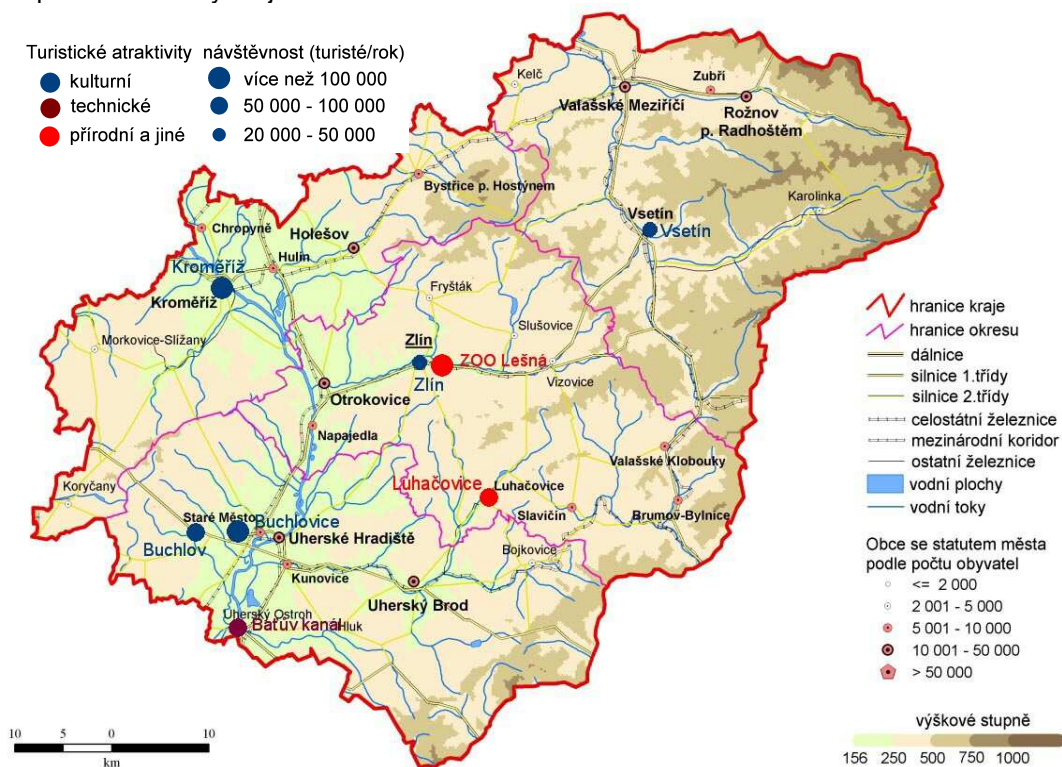 Turistické atraktivity
návštěvnost (turisté/rok)
kulturní
více než 100 000
technické
50 000 - 100 000
přírodní a jiné
20 000 - 50 000
Kelč
Zubří
Valašské Meziříčí
Rožnov
p. Radhoštěm
Bystřice p. Hostýnem
Karolinka
Vsetín
Vsetín
Chropyně
Holešov
Hulín
Kroměříž
Kroměříž
Fryšták
Slušovice
Morkovice-Slížany
Zlín
ZOO Lešná
Zlín
Vizovice
Otrokovice
Napajedla
Valašské Klobouky
Koryčany
Luhačovice
Luhačovice
Slavičín
Brumov-Bylnice
Staré Město
Buchlovice
Buchlov
Uherské Hradiště
Bojkovice
Kunovice
Uherský Brod
Uherský Ostroh
Baťův kanál
Hluk
hranice kraje
hranice okresu
dálnice
silnice 1.třídy
silnice 2.třídy
celostátní železnice
mezinárodní koridor
ostatní železnice
vodní plochy
vodní toky
Obce se statutem města
podle počtu obyvatel
<= 2 000
2 001 - 5 000
5 001 - 10 000
10 001 - 50 000
> 50 000
výškové stupně
156 250 500 750 1000
10 5 0 10
km